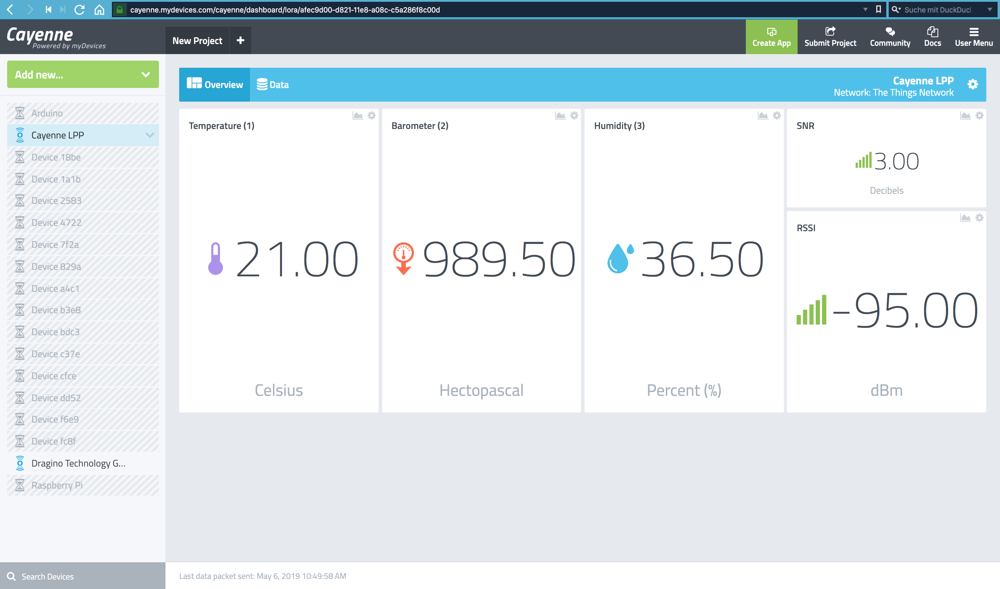 cayenne.mydevices.com/cayenne/dashboard/lora/afec9d00-d821-11e8-a08c-c5a286f8c00d
Suche mit DuckDuc
Cayenne
Powered by myDevices
New Project
Create App
Submit Project
Community
Docs
User Menu
Add new...
Arduino
Cayenne LPP
Device 18be
Device 1a1b
Device 2583
Device 4722
Device 7f2a
Device 829a
Device a4c1
Device b3e8
Device bdc3
Device c37e
Device cfce
Device dd52
Device f6e9
Device fc8f
Dragino Technology G...
Raspberry Pi
Search Devices
Overview
Data
Cayenne LPP
Network: The Things Network
Temperature (1)
21.00
Celsius
Barometer (2)
989.50
Hectopascal
Humidity (3)
36.50
Percent (%)
SNR
3.00
Decibels
RSSI
-95.00
dBm
Last data packet sent: May 6, 2019 10:49:58 AM